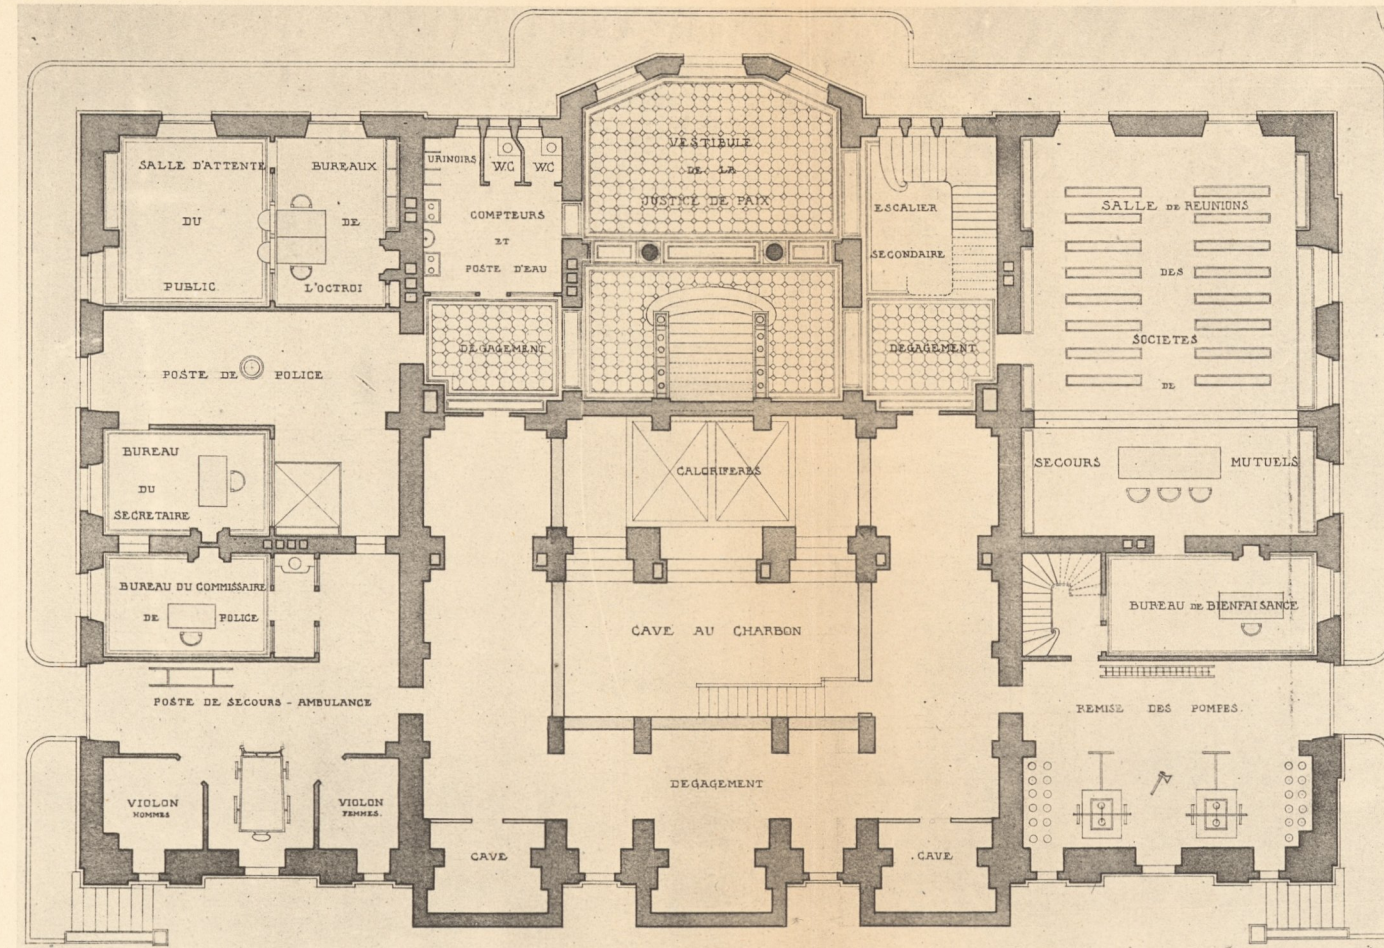 SALLE D'ATTENTE
DU
PUBLIC
BUREAUX
DE
L'OCTROI
URINOIRS
W.C
W.C
COMPTEURS
ET
POSTE D'EAU
VESTIBULE
DE LA
JUSTICE DE PAIX
ESCALIER
SECONDAIRE
SALLE DE REUNIONS
DES
SOCIETES
DE
SECOURS MUTUELS
POSTE DE POLICE
DEGAGEMENT
DEGAGEMENT
BUREAU
DU
SECRETAIRE
CALORIFERES
BUREAU DU COMMISSAIRE
DE POLICE
CAVE AU CHARBON
BUREAU DE BIENFAISANCE
POSTE DE SECOURS - AMBULANCE
REMISE DES POMPES.
VIOLON
HOMMES
VIOLON
FEMMES.
DEGAGEMENT
CAVE
CAVE